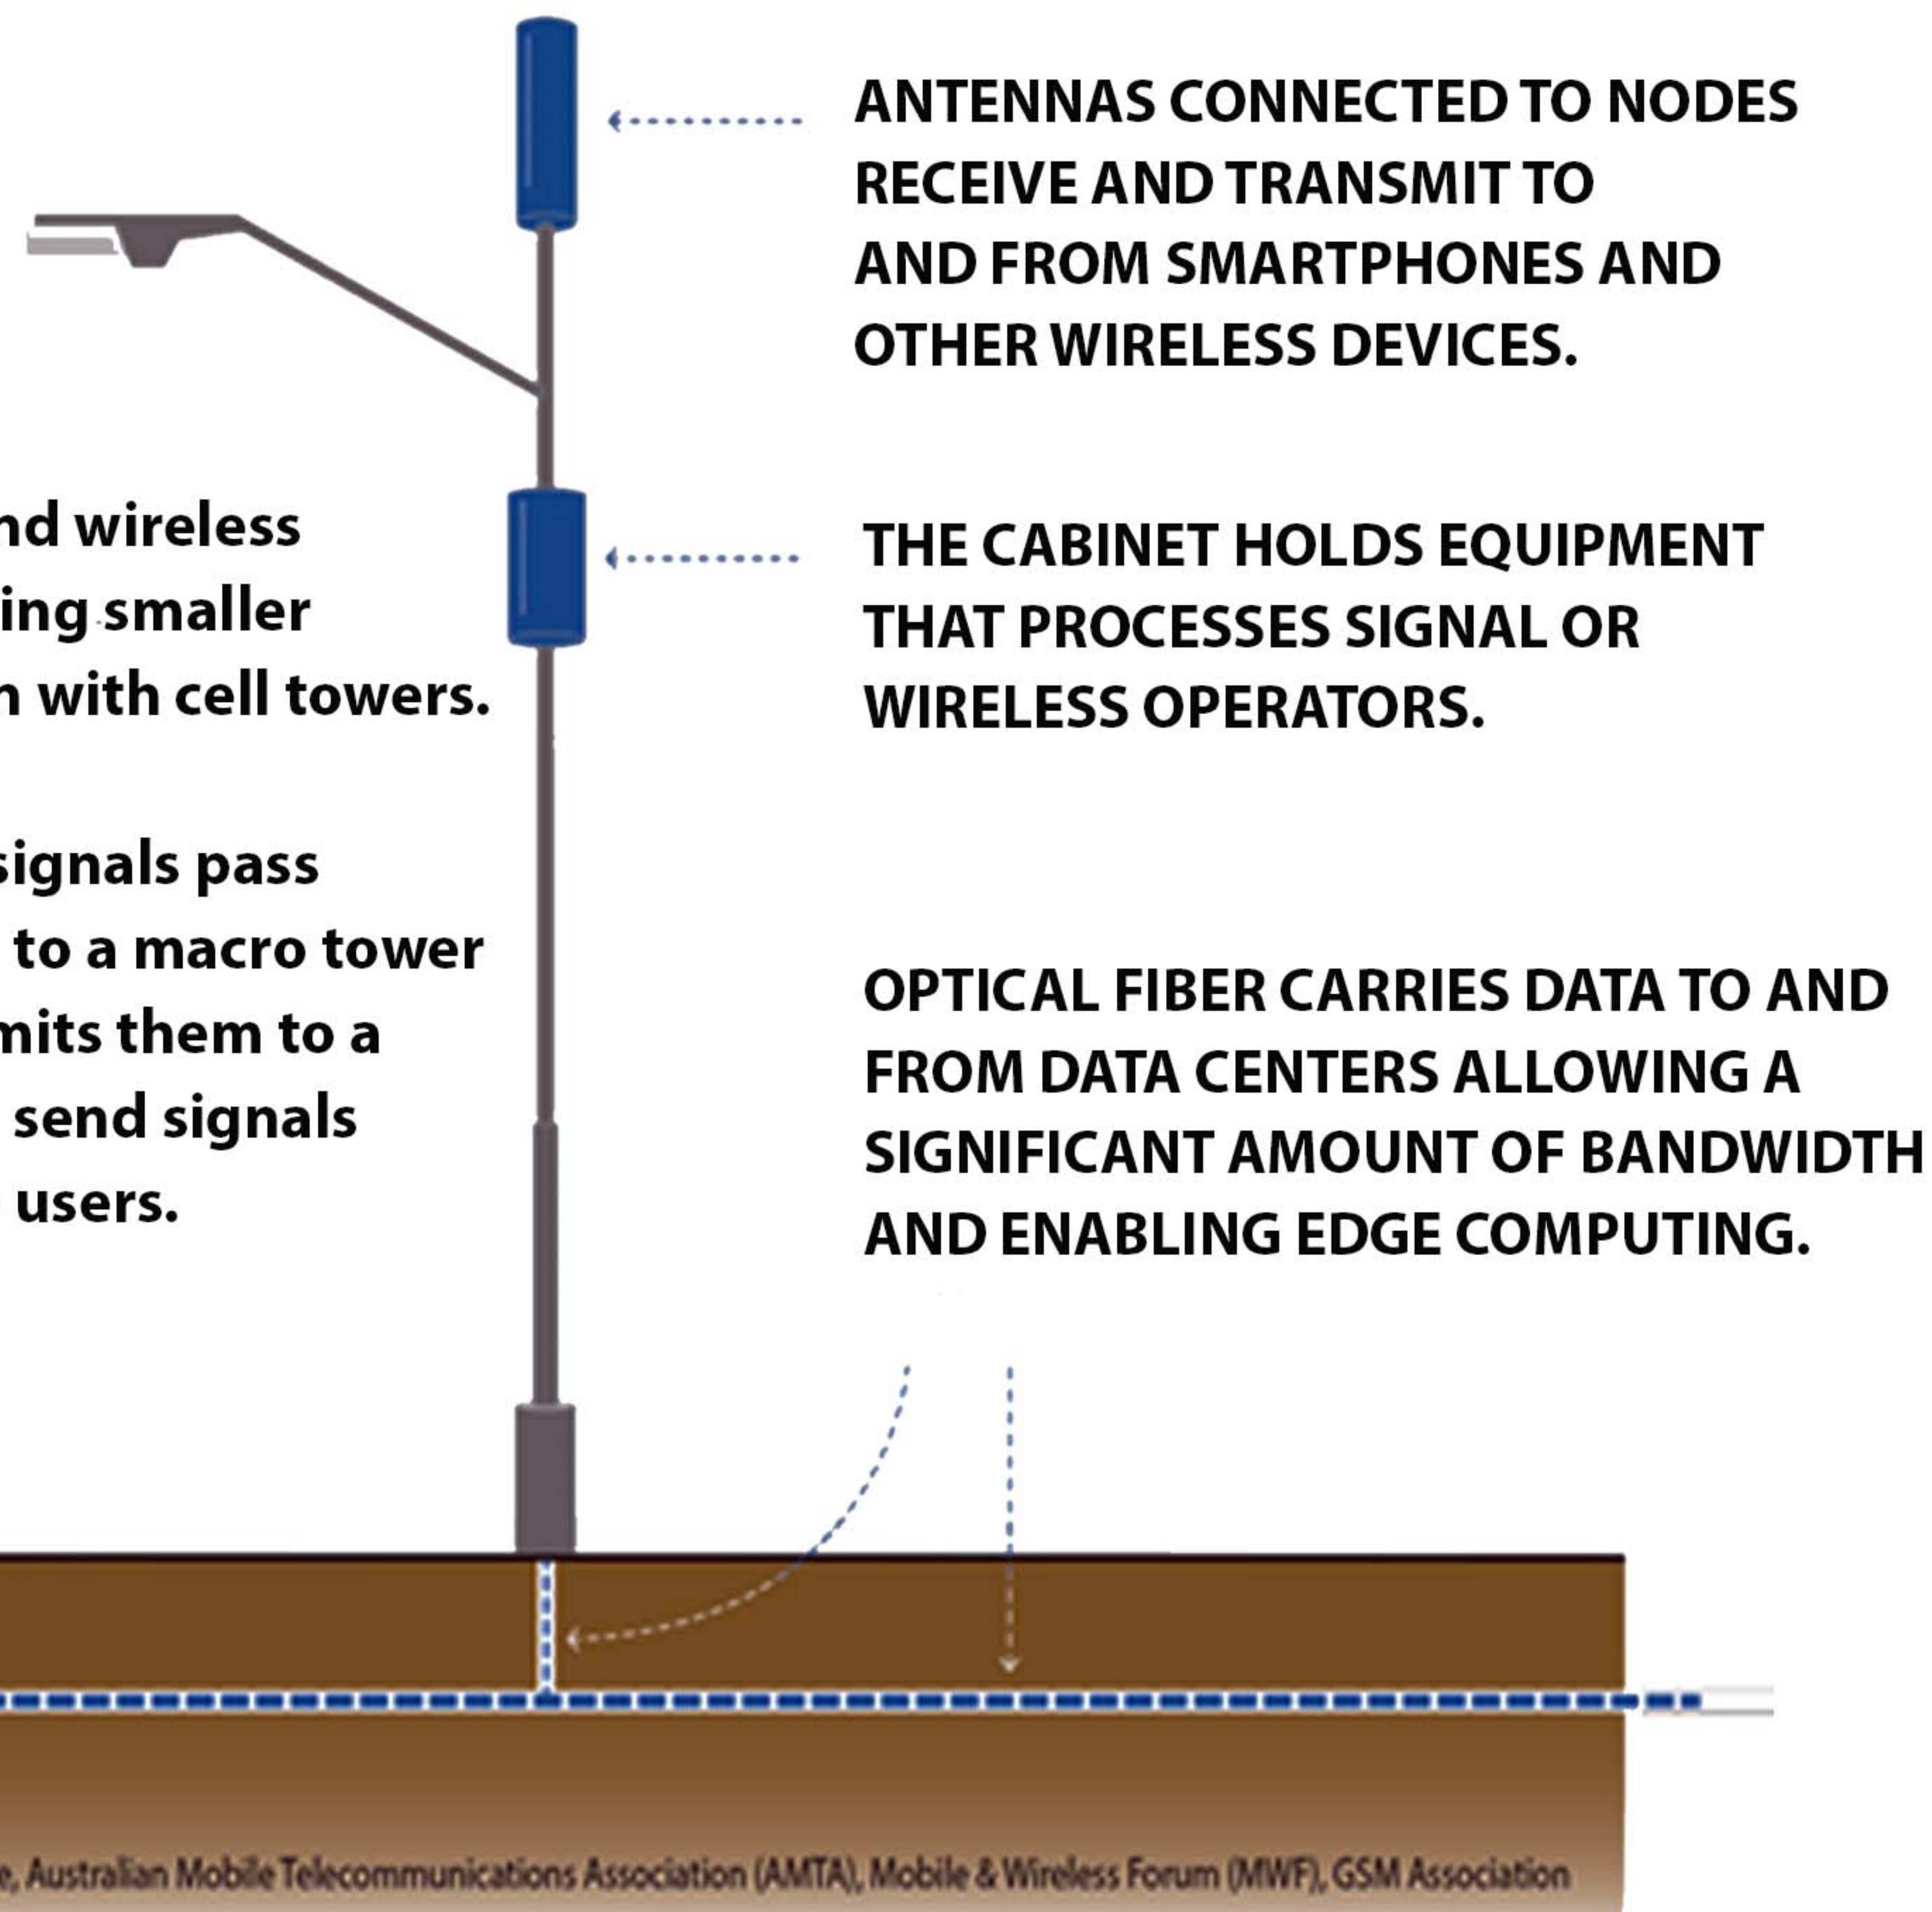 ANTENNAS CONNECTED TO NODES
RECEIVE AND TRANSMIT TO
AND FROM SMARTPHONES AND
OTHER WIRELESS DEVICES.
nd wireless
ing smaller
n with cell towers.
THE CABINET HOLDS EQUIPMENT
THAT PROCESSES SIGNAL OR
WIRELESS OPERATORS.
signals pass
to a macro tower
mits them to a
send signals
users.
OPTICAL FIBER CARRIES DATA TO AND
FROM DATA CENTERS ALLOWING A
SIGNIFICANT AMOUNT OF BANDWIDTH
AND ENABLING EDGE COMPUTING.
e, Australian Mobile Telecommunications Association (AMTA), Mobile & Wireless Forum (MWF), GSM Association